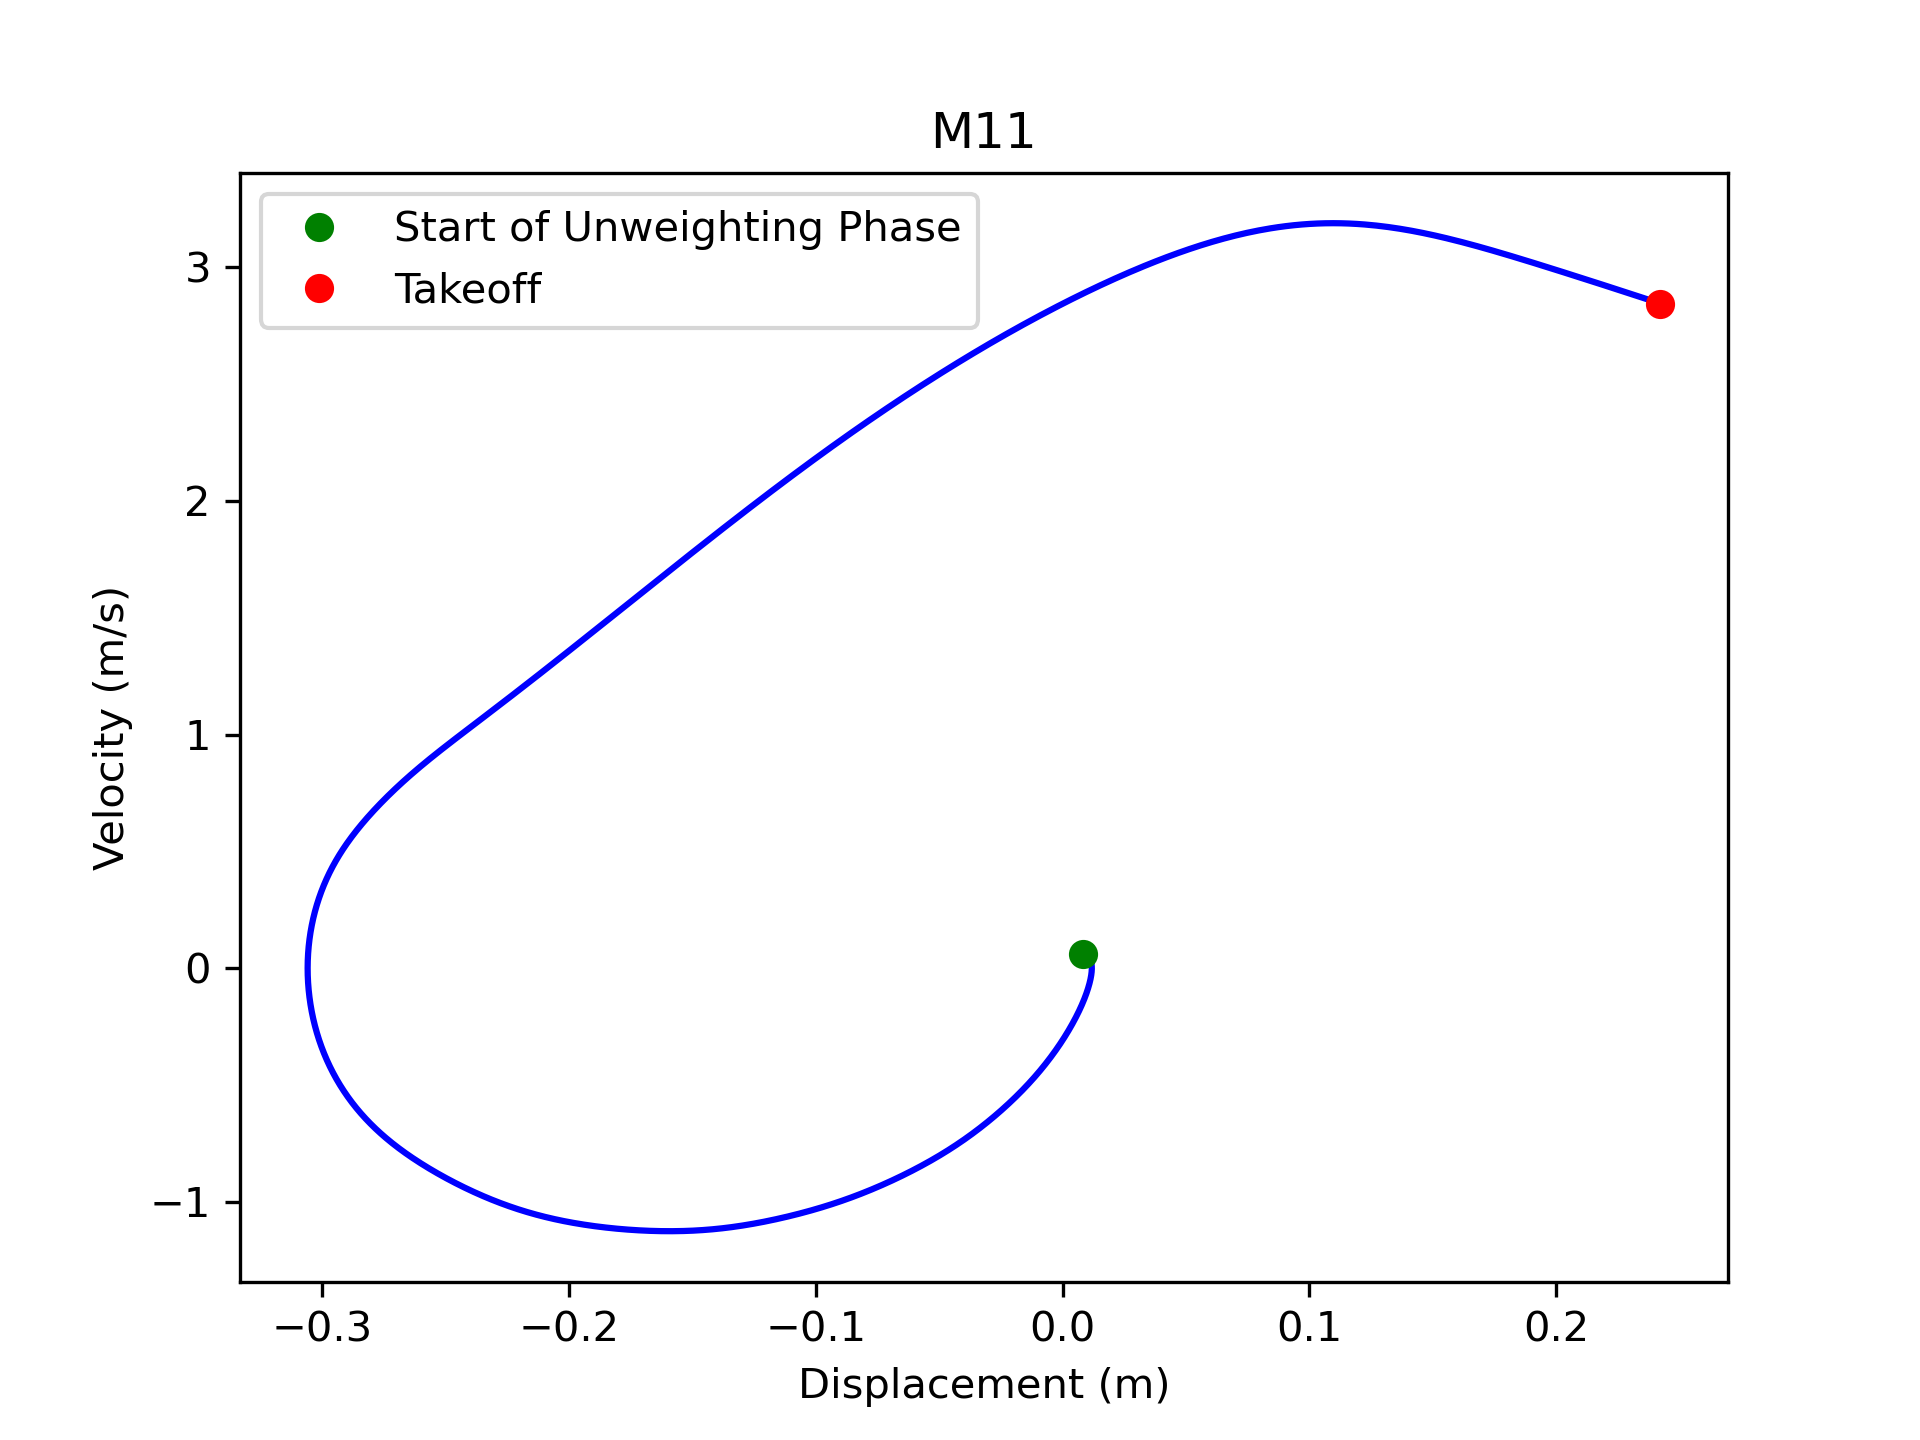 M11
Start of Unweighting Phase
Takeoff
3
2
1
0
−1
Velocity (m/s)
−0.3 −0.2 −0.1 0.0 0.1 0.2
Displacement (m)